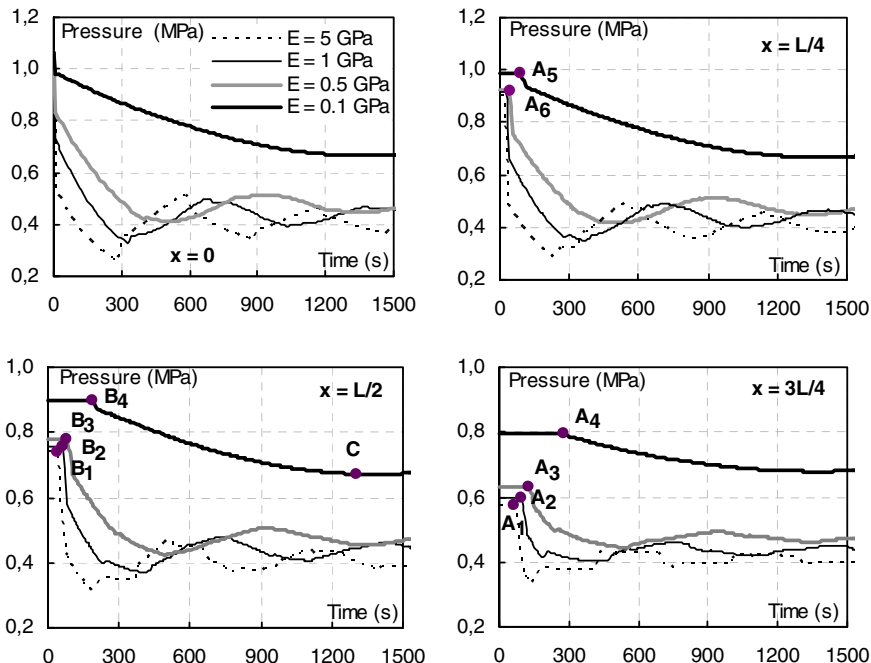 1,2
Pressure (MPa)
E = 5 GPa
E = 1 GPa
E = 0.5 GPa
E = 0.1 GPa
1,0
0,8
0,6
0,4
0,2
x = 0
Time (s)
0 300 600 900 1200 1500
1,2
Pressure (MPa)
x = L/4
A5
A6
1,0
0,8
0,6
0,4
0,2
Time (s)
0 300 600 900 1200 1500
1,0
Pressure (MPa)
x = L/2
B4
B3
B2
B1
C
0,8
0,6
0,4
0,2
Time (s)
0 300 600 900 1200 1500
1,0
Pressure (MPa)
x = 3L/4
A4
A3
A2
A1
0,8
0,6
0,4
0,2
Time (s)
0 300 600 900 1200 1500